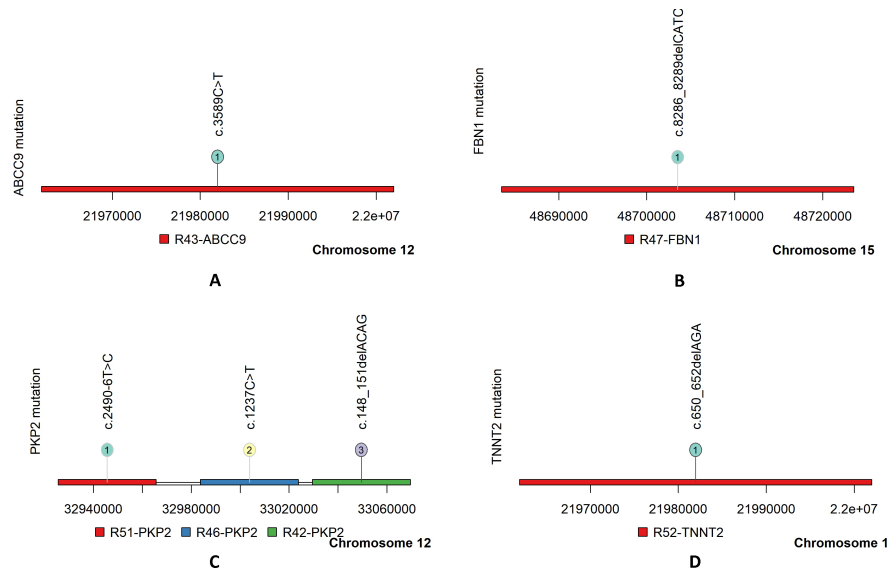 ABCC9 mutation
c.3589C>T
1
21970000 21980000 21990000 2.2e+07
R43-ABCC9
Chromosome 12
A
FBN1 mutation
c.8286_8289delCATC
1
48690000 48700000 48710000 48720000
R47-FBN1
Chromosome 15
B
PKP2 mutation
c.2490-6T>C
c.1237C>T
c.148_151delACAG
1 2 3
32940000 32980000 33020000 33060000
R51-PKP2 R46-PKP2 R42-PKP2
Chromosome 12
C
TNNT2 mutation
c.650_652delAGA
1
21970000 21980000 21990000 2.2e+07
R52-TNNT2
Chromosome 1
D